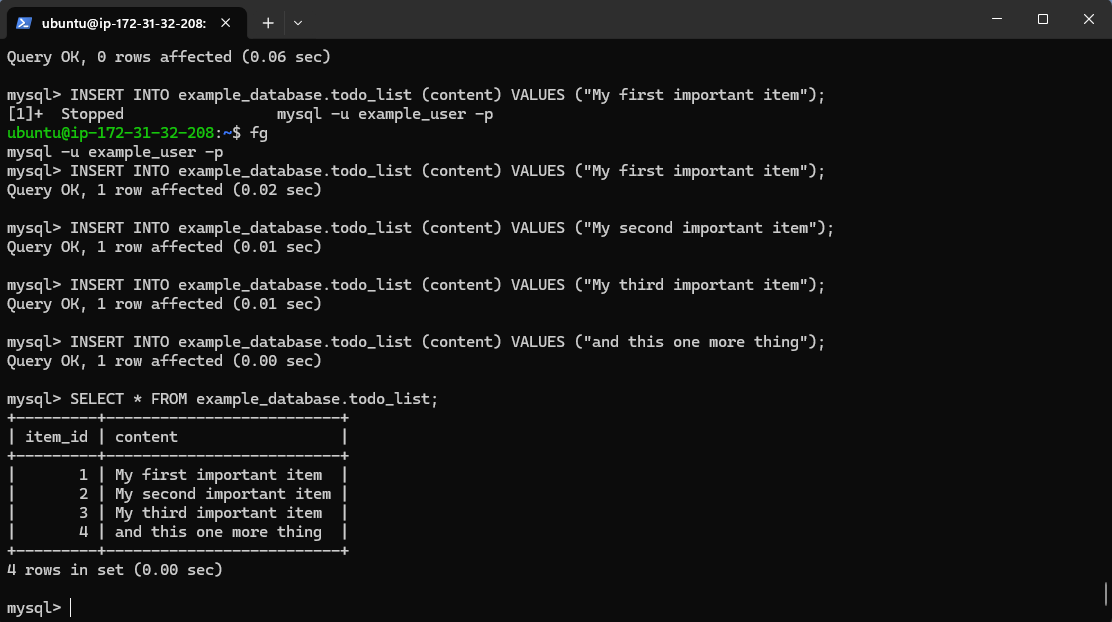 ubuntu@ip-172-31-32-208:
Query OK, 0 rows affected (0.06 sec)
mysql> INSERT INTO example_database.todo_list (content) VALUES ("My first important item");
[1]+  Stopped                 mysql -u example_user -p
ubuntu@ip-172-31-32-208:~$ fg
mysql -u example_user -p
mysql> INSERT INTO example_database.todo_list (content) VALUES ("My first important item");
Query OK, 1 row affected (0.02 sec)
mysql> INSERT INTO example_database.todo_list (content) VALUES ("My second important item");
Query OK, 1 row affected (0.01 sec)
mysql> INSERT INTO example_database.todo_list (content) VALUES ("My third important item");
Query OK, 1 row affected (0.01 sec)
mysql> INSERT INTO example_database.todo_list (content) VALUES ("and this one more thing");
Query OK, 1 row affected (0.00 sec)
mysql> SELECT * FROM example_database.todo_list;
+---------+--------------------------+
| item_id | content                  |
+---------+--------------------------+
|       1 | My first important item  |
|       2 | My second important item |
|       3 | My third important item  |
|       4 | and this one more thing  |
+---------+--------------------------+
4 rows in set (0.00 sec)
mysql>